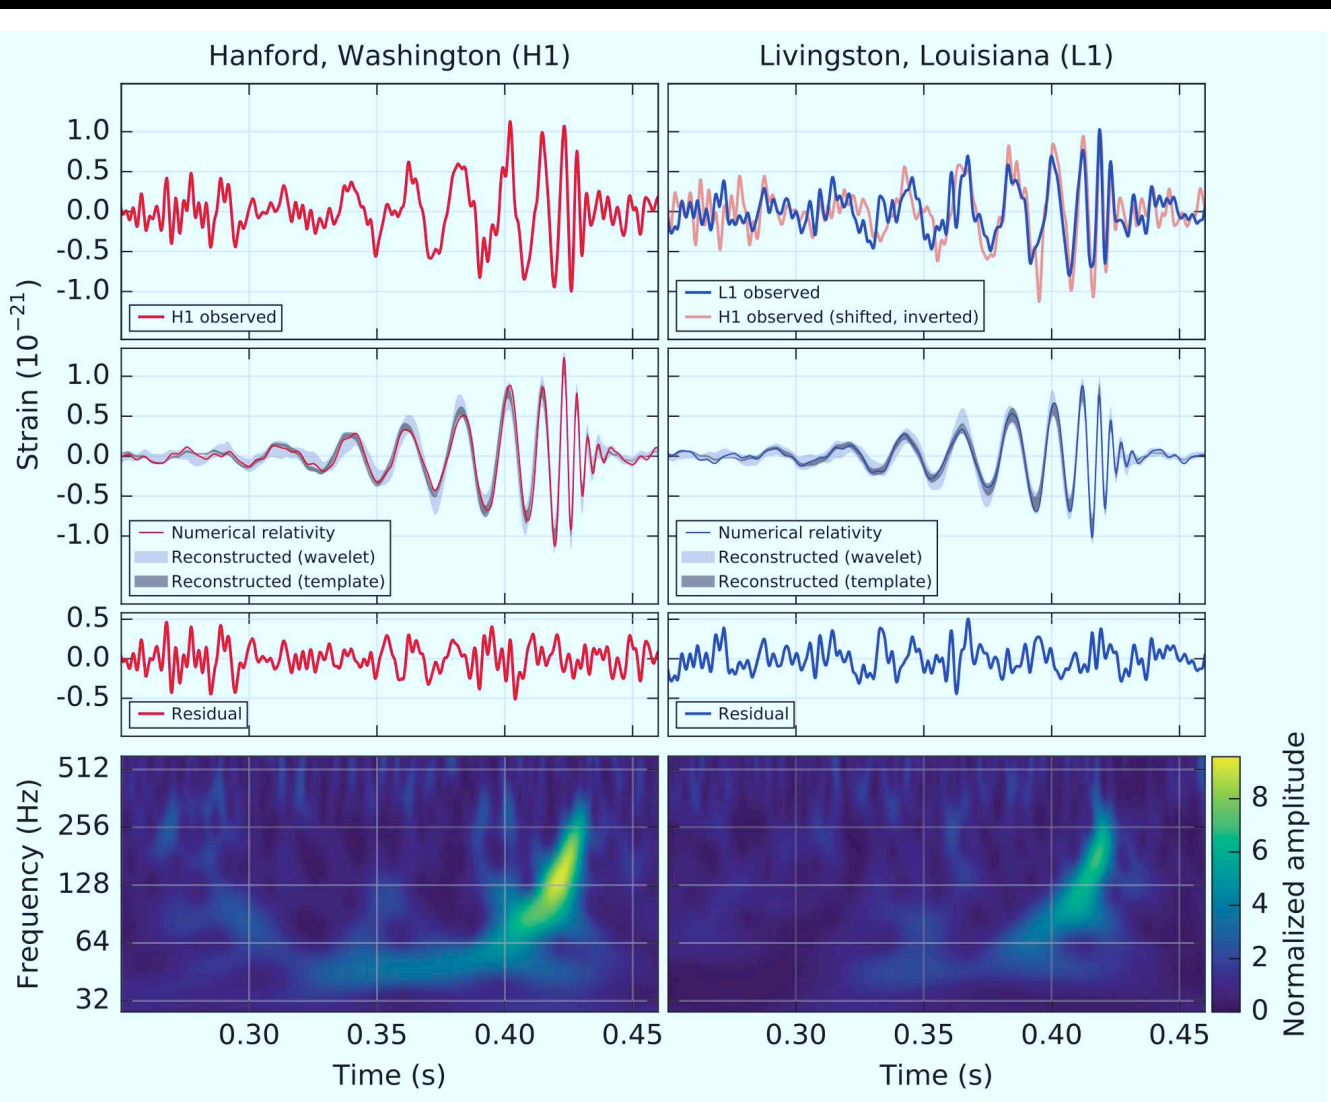 Hanford, Washington (H1)
Livingston, Louisiana (L1)
Strain (10⁻²¹)
1.0
0.5
0.0
-0.5
-1.0
H1 observed
L1 observed
H1 observed (shifted, inverted)
1.0
0.5
0.0
-0.5
-1.0
Numerical relativity
Reconstructed (wavelet)
Reconstructed (template)
Numerical relativity
Reconstructed (wavelet)
Reconstructed (template)
0.5
0.0
-0.5
Residual
Residual
Frequency (Hz)
512
256
128
64
32
Normalized amplitude
8
6
4
2
0
0.30 0.35 0.40 0.45
0.30 0.35 0.40 0.45
Time (s)
Time (s)